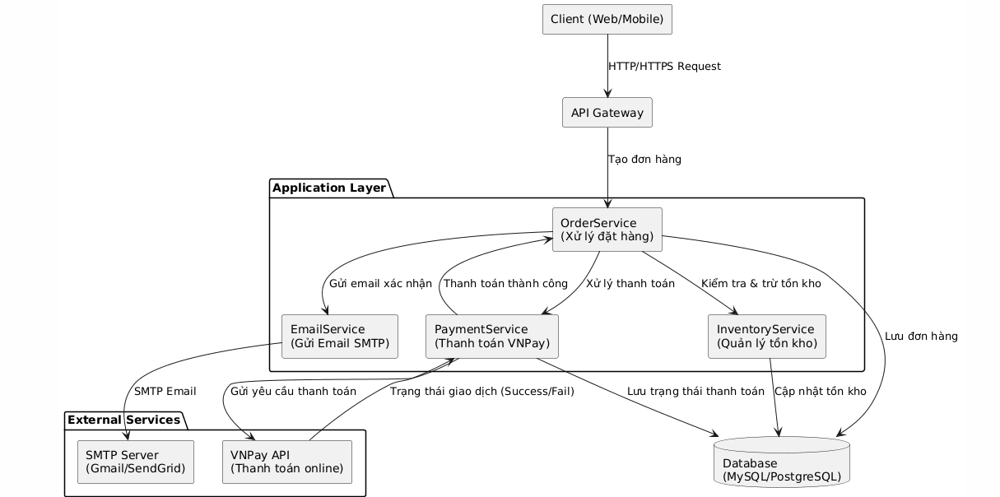 Client (Web/Mobile)
HTTP/HTTPS Request
API Gateway
Tạo đơn hàng
Application Layer
OrderService
(Xử lý đặt hàng)
Gửi email xác nhận
Thanh toán thành công
Xử lý thanh toán
Kiểm tra & trừ tồn kho
EmailService
(Gửi Email SMTP)
PaymentService
(Thanh toán VNPay)
InventoryService
(Quản lý tồn kho)
Lưu đơn hàng
SMTP Email
Gửi yêu cầu thanh toán
Trạng thái giao dịch (Success/Fail)
Lưu trạng thái thanh toán
Cập nhật tồn kho
External Services
SMTP Server
(Gmail/SendGrid)
VNPay API
(Thanh toán online)
Database
(MySQL/PostgreSQL)